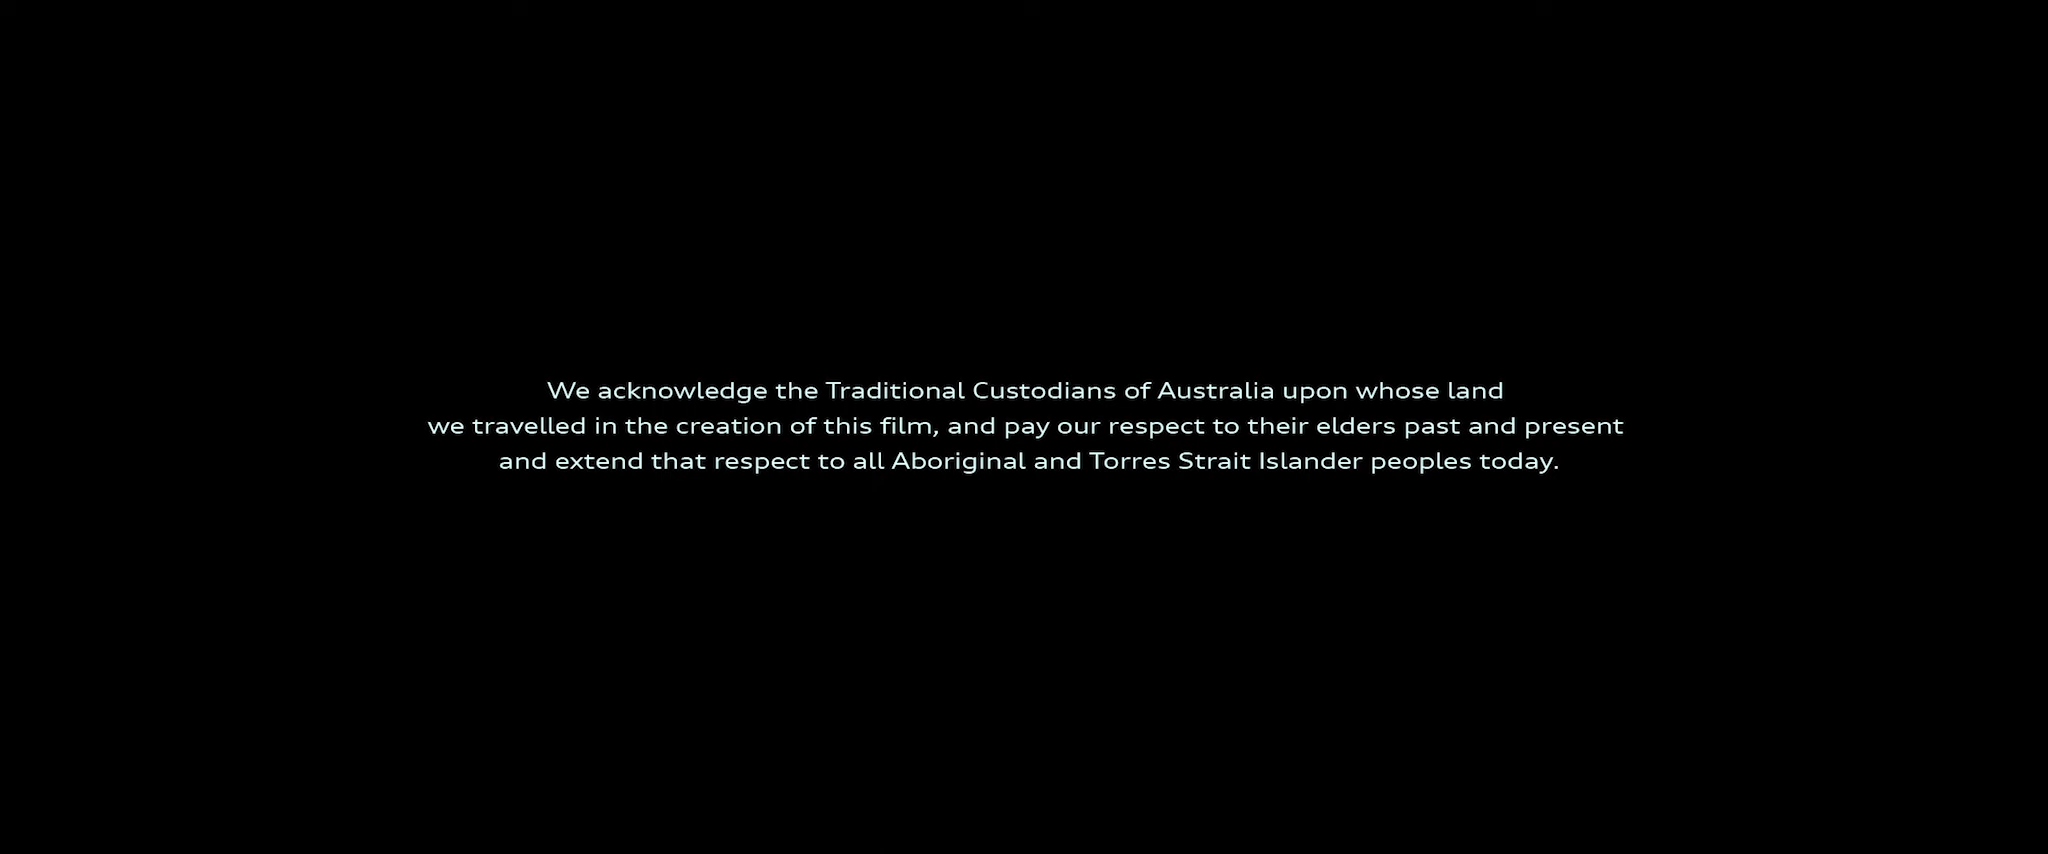 We acknowledge the Traditional Custodians of Australia upon whose land
we travelled in the creation of this film, and pay our respect to their elders past and present
and extend that respect to all Aboriginal and Torres Strait Islander peoples today.